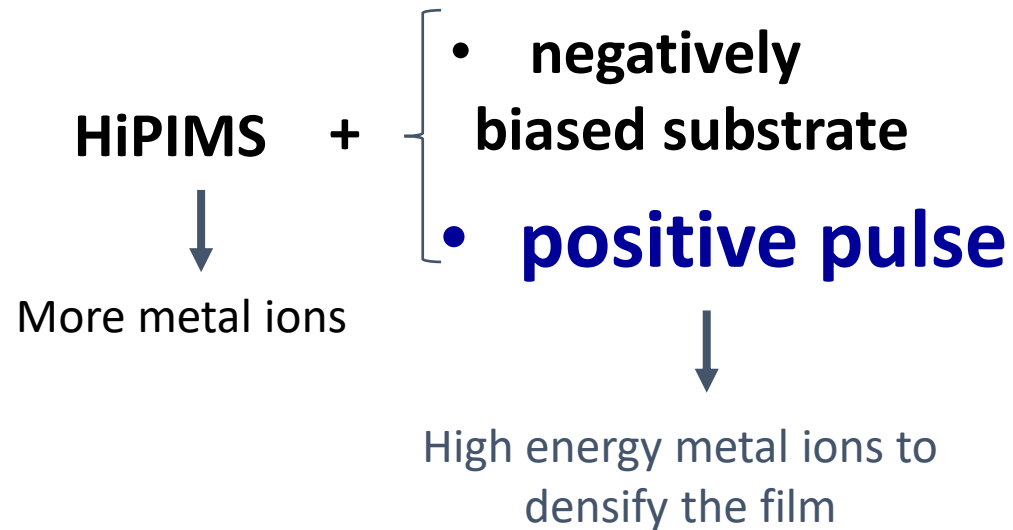 HiPIMS +
• negatively
biased substrate
• positive pulse
More metal ions
High energy metal ions to
densify the film